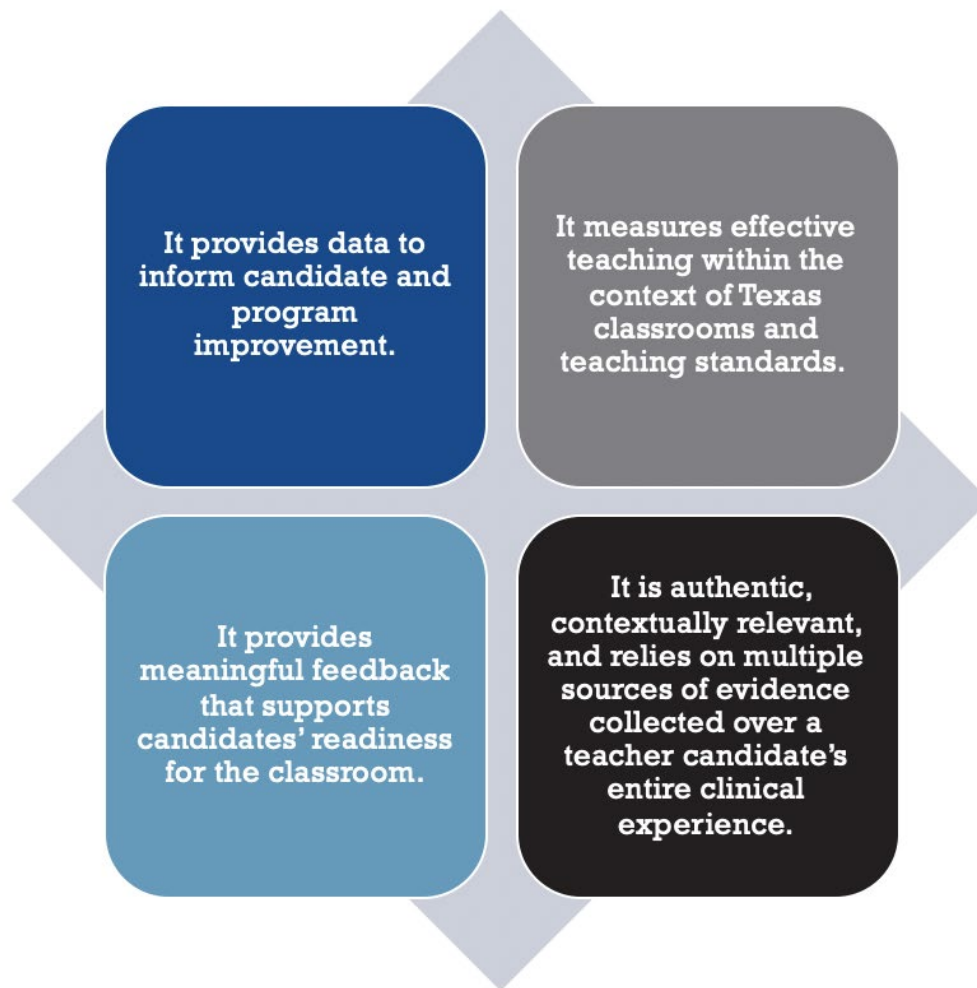 It provides data to
inform candidate and
program
improvement.
It measures effective
teaching within the
context of Texas
classrooms and
teaching standards.
It provides
meaningful feedback
that supports
candidates’ readiness
for the classroom.
It is authentic,
contextually relevant,
and relies on multiple
sources of evidence
collected over a
teacher candidate’s
entire clinical
experience.